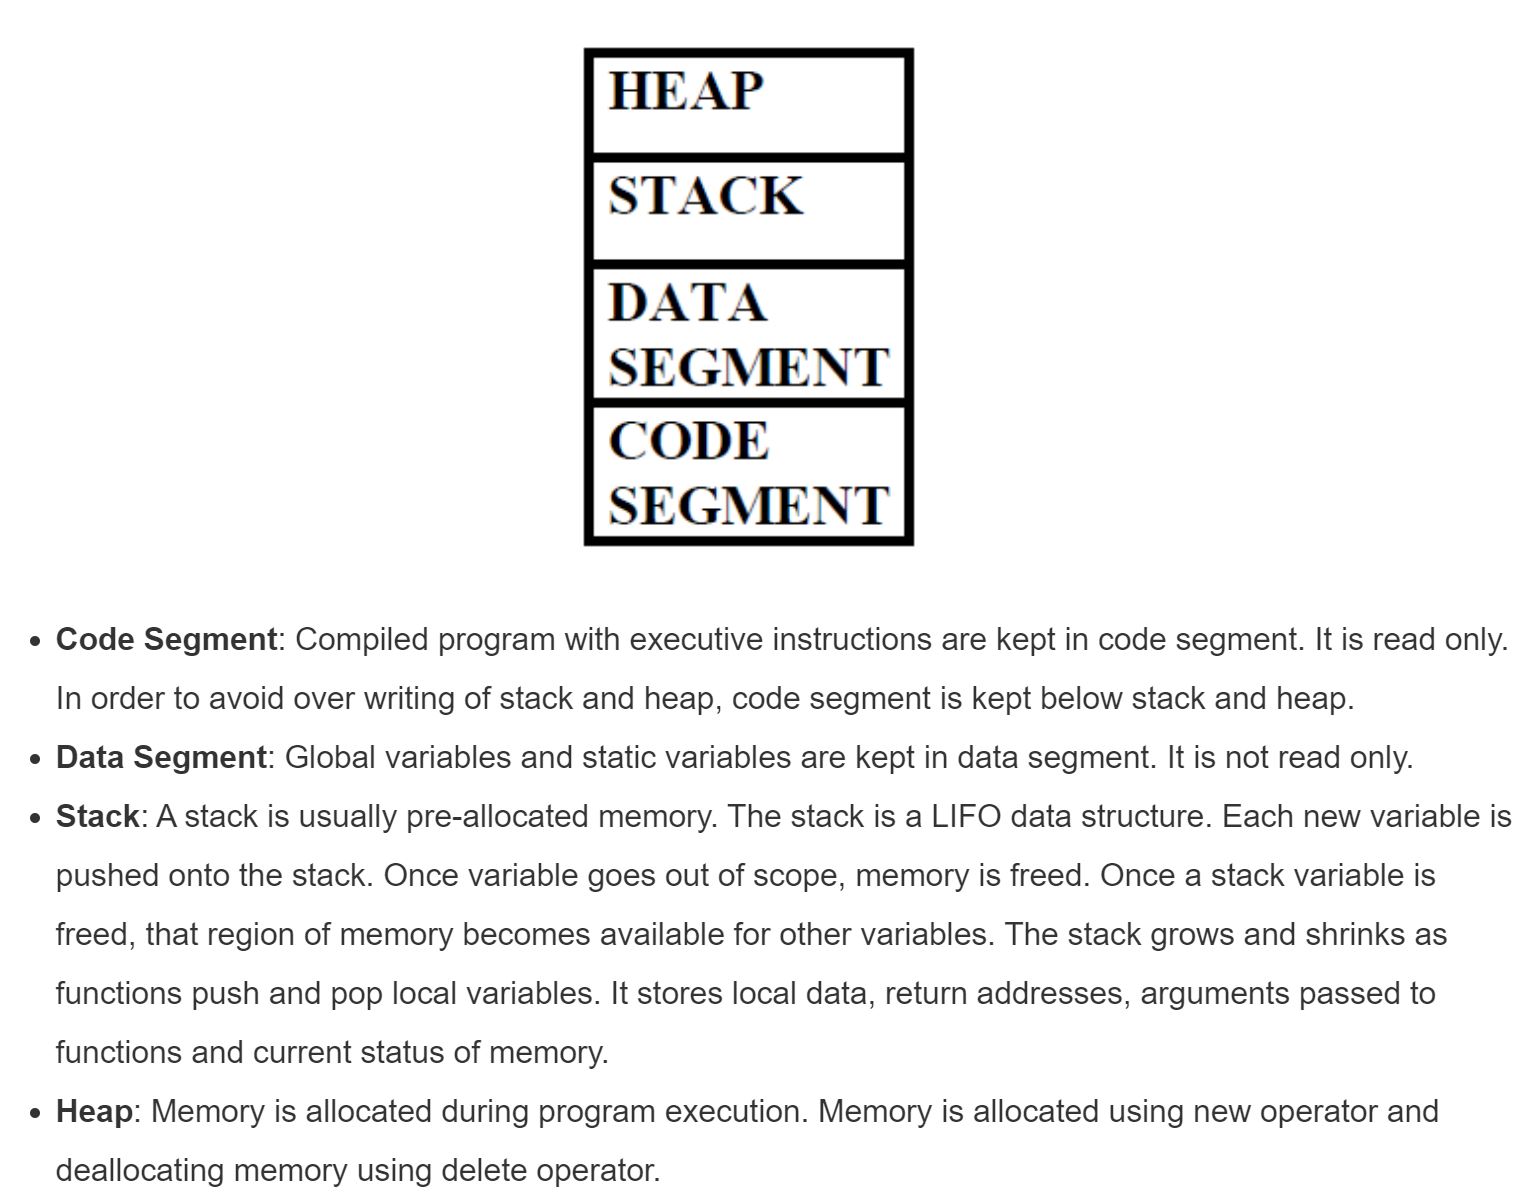 HEAP
STACK
DATA
SEGMENT
CODE
SEGMENT
• Code Segment: Compiled program with executive instructions are kept in code segment. It is read only.
In order to avoid over writing of stack and heap, code segment is kept below stack and heap.
• Data Segment: Global variables and static variables are kept in data segment. It is not read only.
• Stack: A stack is usually pre-allocated memory. The stack is a LIFO data structure. Each new variable is
pushed onto the stack. Once variable goes out of scope, memory is freed. Once a stack variable is
freed, that region of memory becomes available for other variables. The stack grows and shrinks as
functions push and pop local variables. It stores local data, return addresses, arguments passed to
functions and current status of memory.
• Heap: Memory is allocated during program execution. Memory is allocated using new operator and
deallocating memory using delete operator.